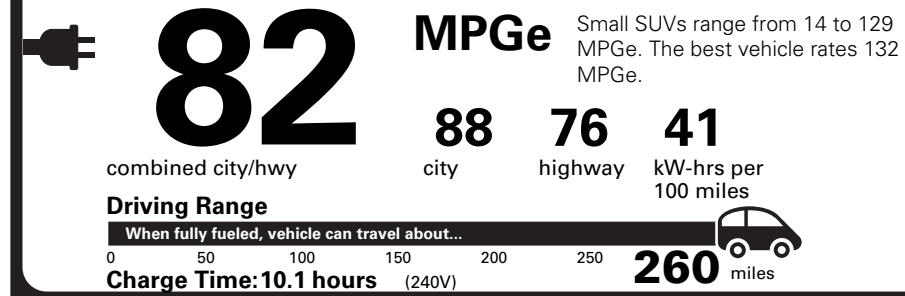 82
MPGe
Small SUVs range from 14 to 129
MPGe. The best vehicle rates 132
MPGe.
combined city/hwy
88
city
76
highway
41
kW-hrs per
100 miles
Driving Range
When fully fueled, vehicle can travel about...
0 50 100 150 200 250 260 miles
Charge Time: 10.1 hours (240V)